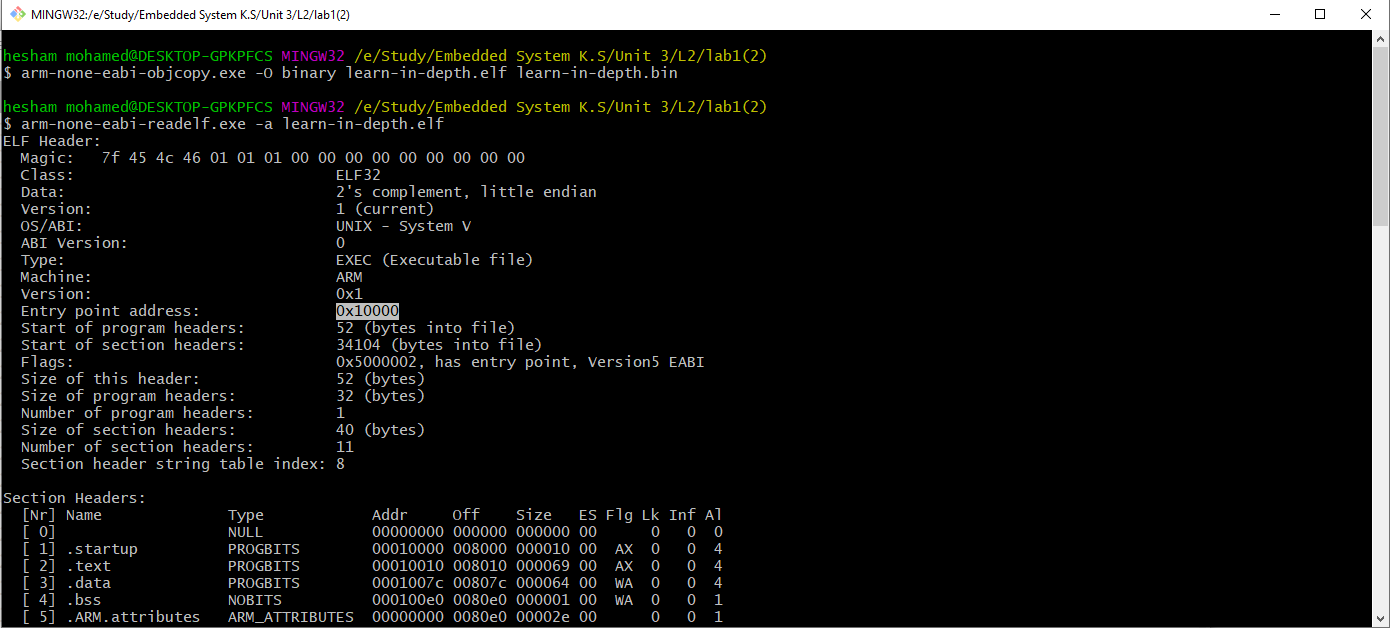 MINGW32:/e/Study/Embedded System K.S/Unit 3/L2/lab1(2)
hesham mohamed@DESKTOP-GPKPFCS MINGW32 /e/Study/Embedded System K.S/Unit 3/L2/lab1(2)
$ arm-none-eabi-objcopy.exe -O binary learn-in-depth.elf learn-in-depth.bin
hesham mohamed@DESKTOP-GPKPFCS MINGW32 /e/Study/Embedded System K.S/Unit 3/L2/lab1(2)
$ arm-none-eabi-readelf.exe -a learn-in-depth.elf
ELF Header:
  Magic:   7f 45 4c 46 01 01 01 00 00 00 00 00 00 00 00 00
  Class:                             ELF32
  Data:                              2's complement, little endian
  Version:                           1 (current)
  OS/ABI:                            UNIX - System V
  ABI Version:                       0
  Type:                              EXEC (Executable file)
  Machine:                           ARM
  Version:                           0x1
  Entry point address:               0x10000
  Start of program headers:          52 (bytes into file)
  Start of section headers:          34104 (bytes into file)
  Flags:                             0x5000002, has entry point, Version5 EABI
  Size of this header:               52 (bytes)
  Size of program headers:           32 (bytes)
  Number of program headers:         1
  Size of section headers:           40 (bytes)
  Number of section headers:         11
  Section header string table index: 8
Section Headers:
  [Nr] Name              Type            Addr     Off    Size   ES Flg Lk Inf Al
  [ 0]                   NULL            00000000 000000 000000 00      0   0  0
  [ 1] .startup          PROGBITS        00010000 008000 000010 00  AX  0   0  4
  [ 2] .text             PROGBITS        00010010 008010 000069 00  AX  0   0  4
  [ 3] .data             PROGBITS        0001007c 00807c 000064 00  WA  0   0  4
  [ 4] .bss              NOBITS          000100e0 0080e0 000001 00  WA  0   0  1
  [ 5] .ARM.attributes   ARM_ATTRIBUTES  00000000 0080e0 00002e 00      0   0  1